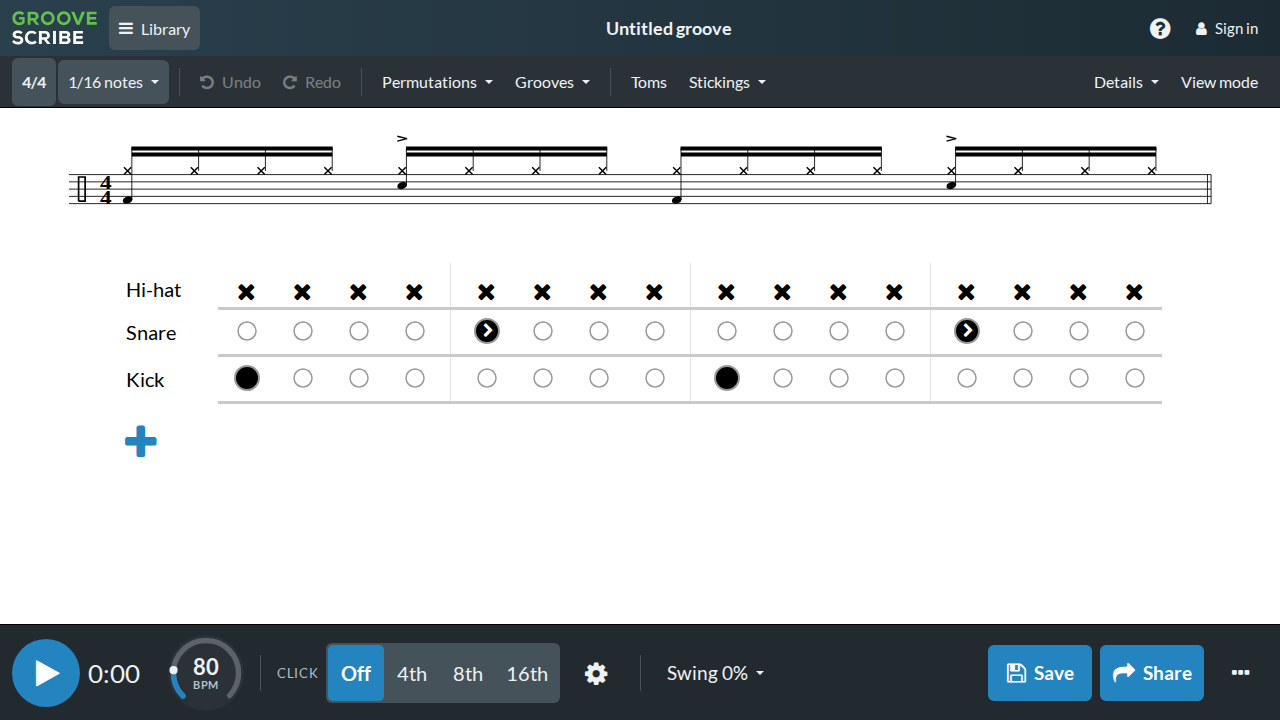 GROOVE
SCRIBE
Library
Untitled groove
Sign in
4/4
1/16 notes
Undo
Redo
Permutations
Grooves
Toms
Stickings
Details
View mode
4
4
Hi-hat
Snare
Kick
0:00
80
BPM
CLICK
Off
4th
8th
16th
Swing 0%
Save
Share